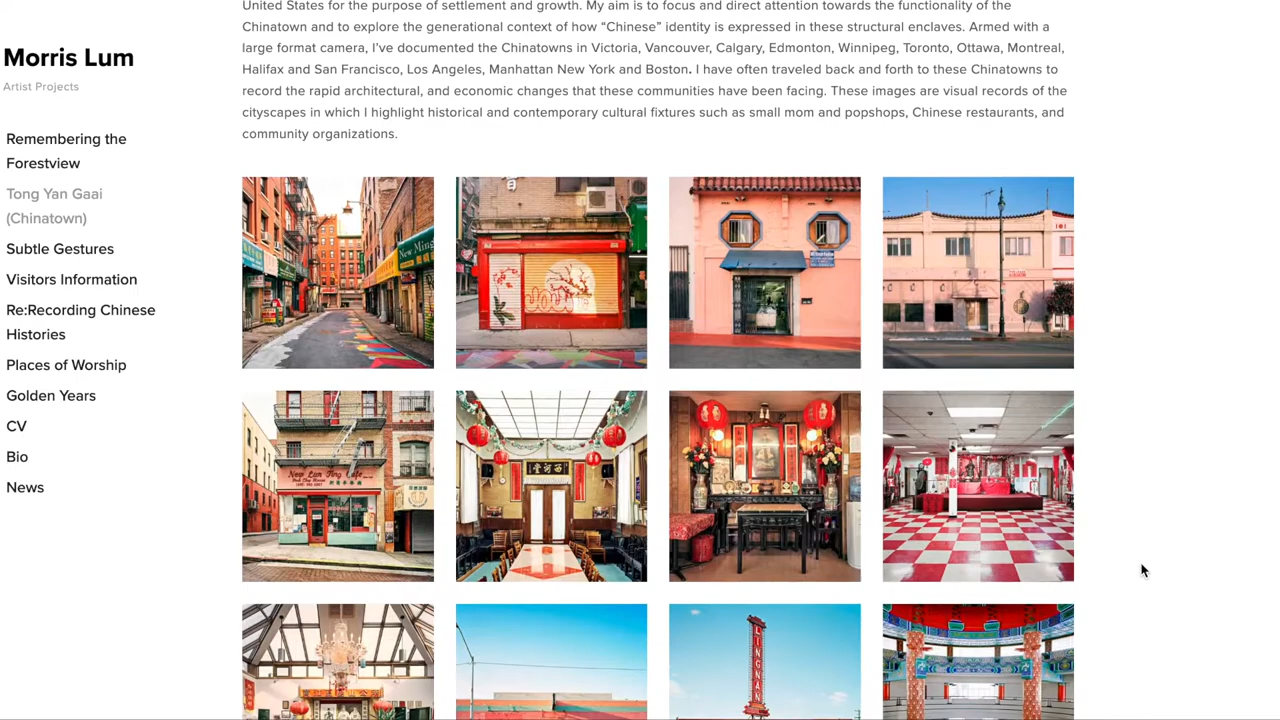 United States for the purpose of settlement and growth. My aim is to focus and direct attention towards the functionality of the
Chinatown and to explore the generational context of how “Chinese” identity is expressed in these structural enclaves. Armed with a
large format camera, I’ve documented the Chinatowns in Victoria, Vancouver, Calgary, Edmonton, Winnipeg, Toronto, Ottawa, Montreal,
Halifax and San Francisco, Los Angeles, Manhattan New York and Boston. I have often traveled back and forth to these Chinatowns to
record the rapid architectural, and economic changes that these communities have been facing. These images are visual records of the
cityscapes in which I highlight historical and contemporary cultural fixtures such as small mom and popshops, Chinese restaurants, and
community organizations.
Morris Lum
Artist Projects
Remembering the
Forestview
Tong Yan Gaai
(Chinatown)
Subtle Gestures
Visitors Information
Re:Recording Chinese
Histories
Places of Worship
Golden Years
CV
Bio
News
New Ming
New Lun Ting Cafe
LINGNAN